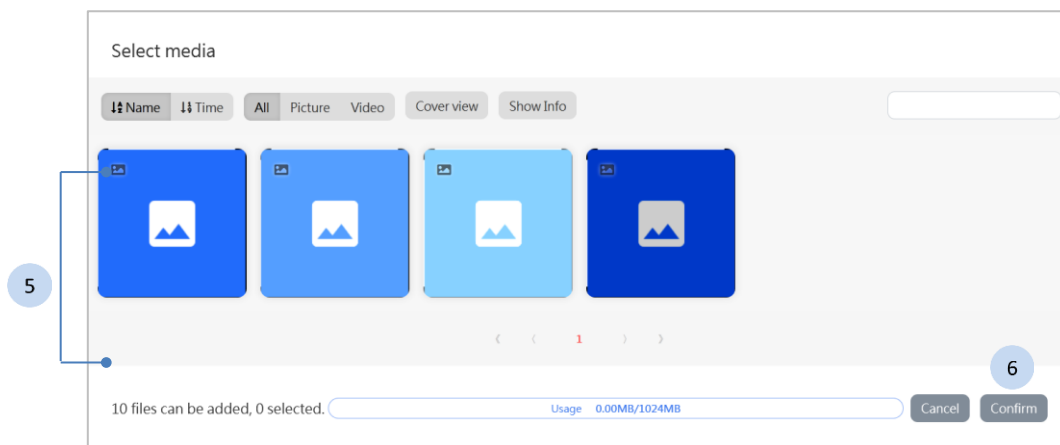 Select media
Name Time All Picture Video Cover view Show Info
5
1
6
10 files can be added, 0 selected. Usage 0.00MB/1024MB Cancel Confirm